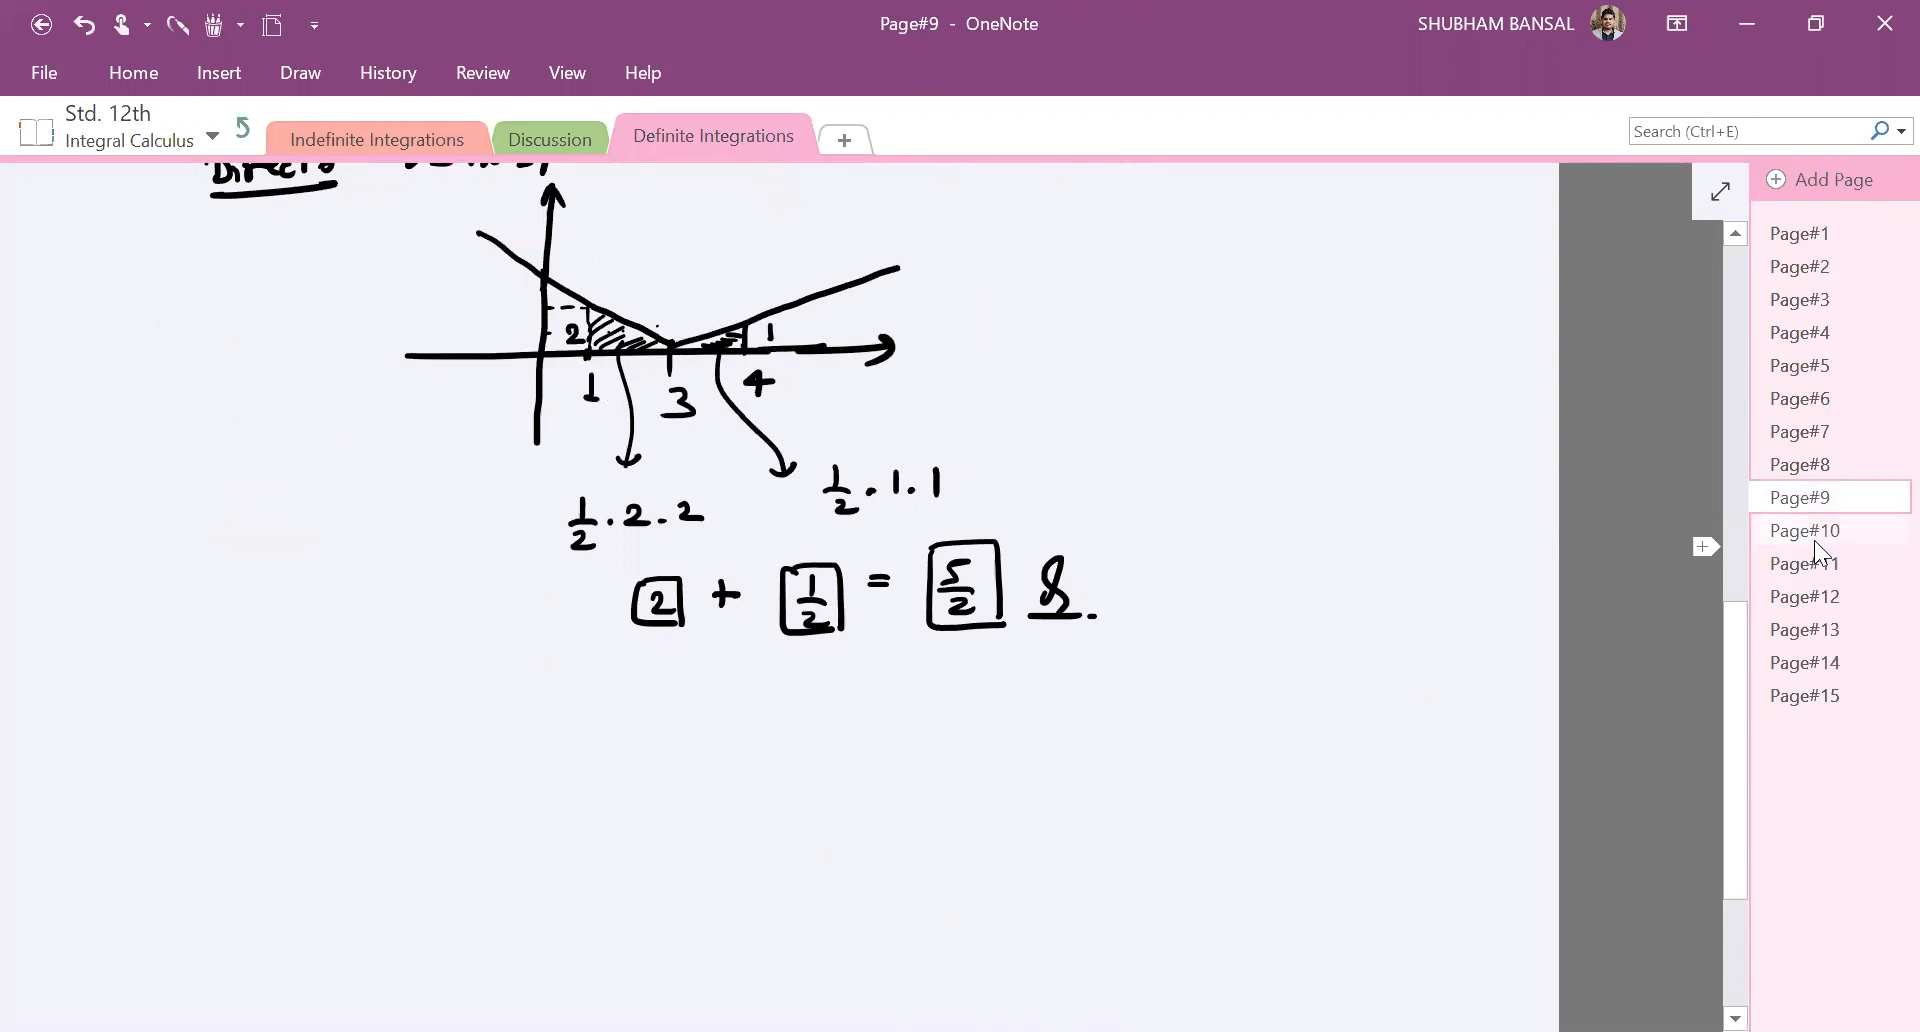 Page#9 - OneNote
SHUBHAM BANSAL
File Home Insert Draw History Review View Help
Std. 12th
Integral Calculus
Indefinite Integrations
Discussion
Definite Integrations
+
Search (Ctrl+E)
Add Page
Page#1
Page#2
Page#3
Page#4
Page#5
Page#6
Page#7
Page#8
Page#9
Page#10
Page#11
Page#12
Page#13
Page#14
Page#15
2 1
1 3 4
1/2 . 2 . 2
1/2 . 1 . 1
2 + 1/2 = 5/2